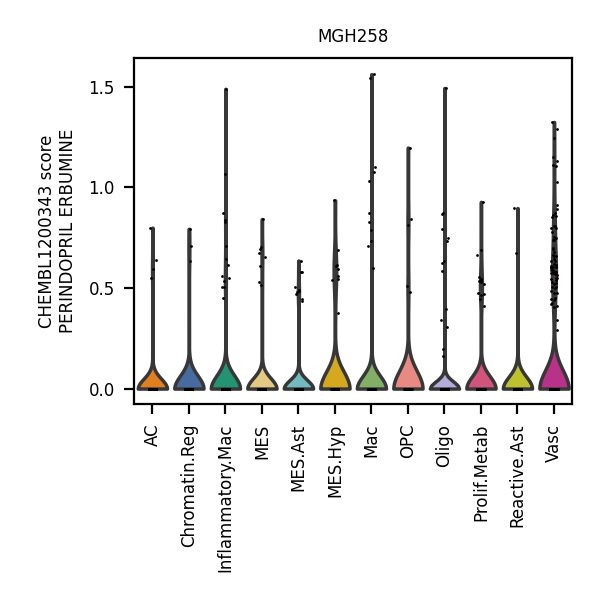 MGH258
CHEMBL1200343 score
PERINDOPRIL ERBUMINE
1.5
1.0
0.5
0.0
AC
Chromatin.Reg
Inflammatory.Mac
MES
MES.Ast
MES.Hyp
Mac
OPC
Oligo
Prolif.Metab
Reactive.Ast
Vasc